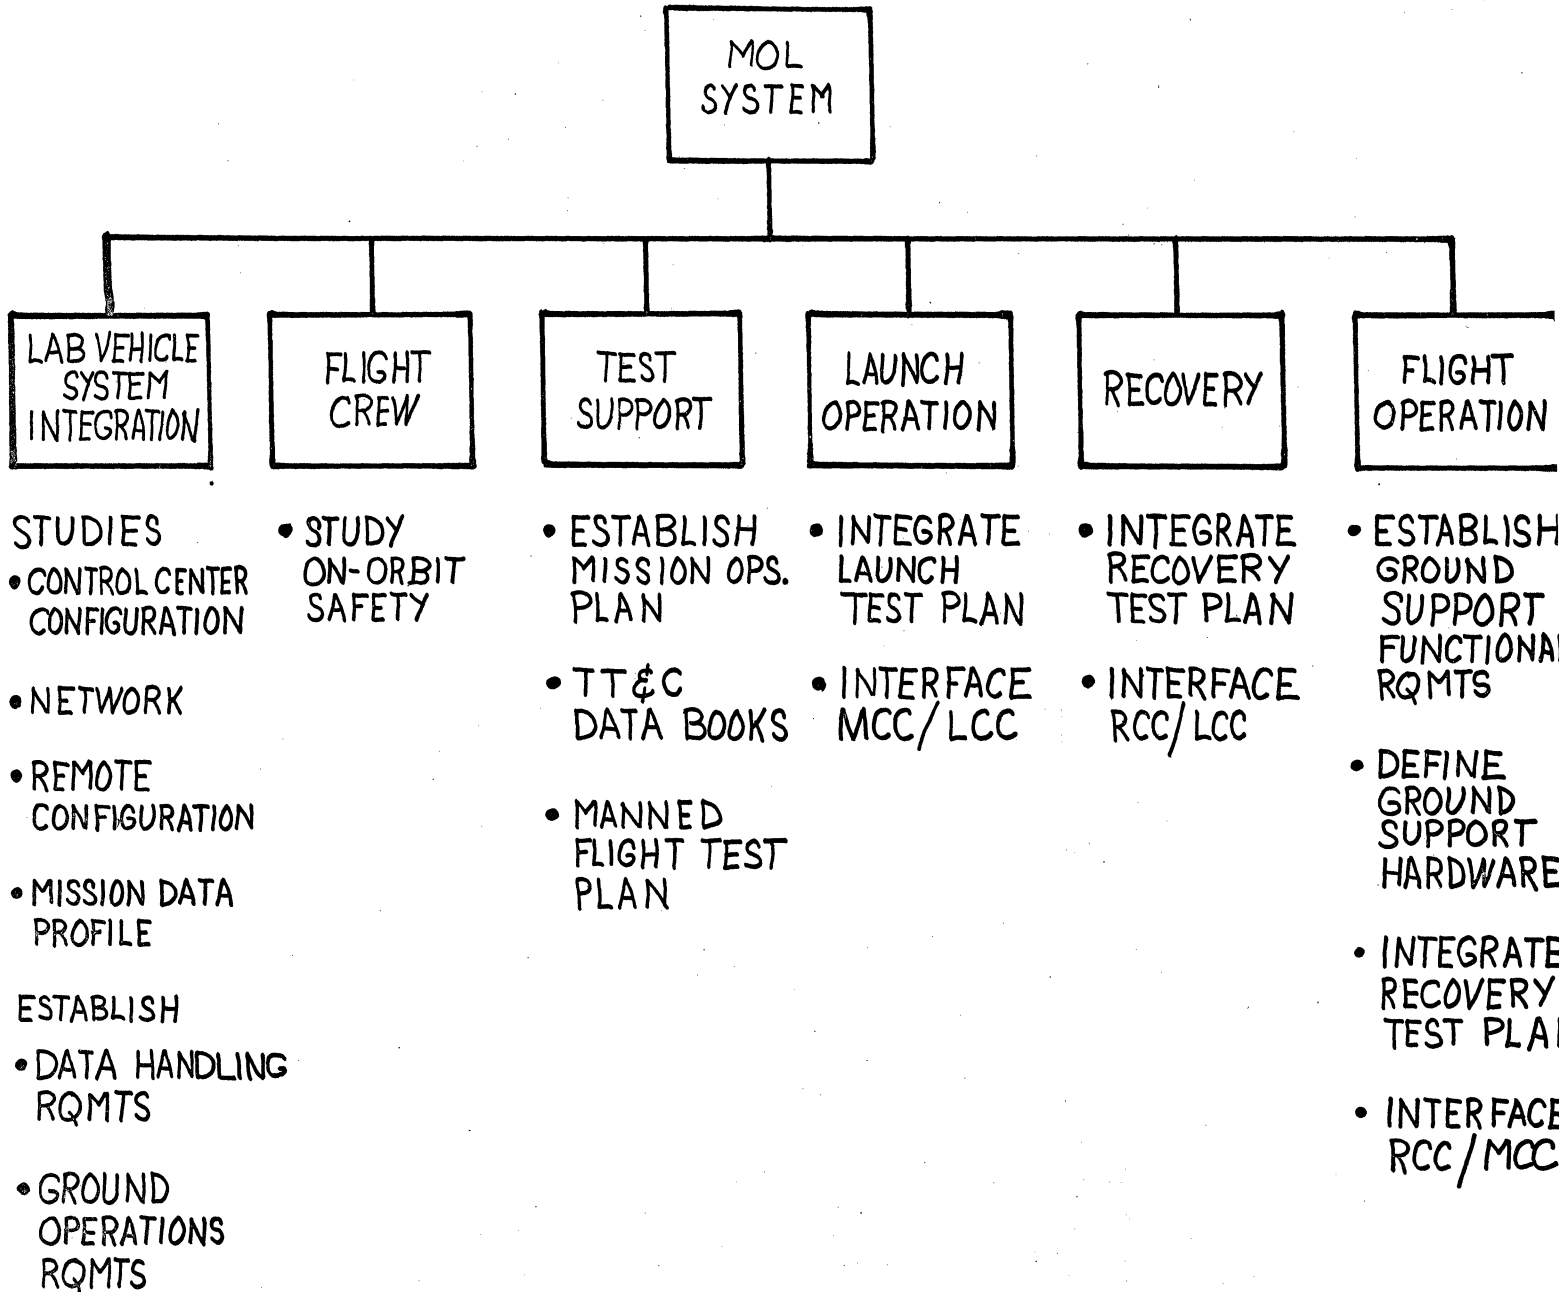 MOL
SYSTEM
LAB VEHICLE
SYSTEM
INTEGRATION
FLIGHT
CREW
TEST
SUPPORT
LAUNCH
OPERATION
RECOVERY
FLIGHT
OPERATION
STUDIES
• CONTROL CENTER
CONFIGURATION
• NETWORK
• REMOTE
CONFIGURATION
• MISSION DATA
PROFILE
ESTABLISH
• DATA HANDLING
RQMTS
• GROUND
OPERATIONS
RQMTS
• STUDY
ON-ORBIT
SAFETY
• ESTABLISH
MISSION OPS.
PLAN
• TT&C
DATA BOOKS
• MANNED
FLIGHT TEST
PLAN
• INTEGRATE
LAUNCH
TEST PLAN
• INTERFACE
MCC/LCC
• INTEGRATE
RECOVERY
TEST PLAN
• INTERFACE
RCC/LCC
• ESTABLISH
GROUND
SUPPORT
FUNCTIONAL
RQMTS
• DEFINE
GROUND
SUPPORT
HARDWARE
• INTEGRATE
RECOVERY
TEST PLAN
• INTERFACE
RCC/MCC